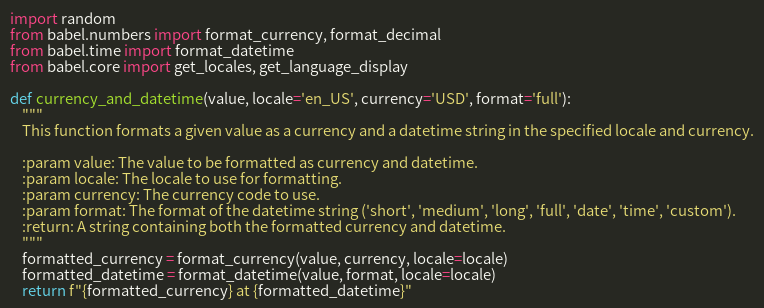 import random
from babel.numbers import format_currency, format_decimal
from babel.time import format_datetime
from babel.core import get_locales, get_language_display

def currency_and_datetime(value, locale='en_US', currency='USD', format='full'):
    """
    This function formats a given value as a currency and a datetime string in the specified locale and currency.

    :param value: The value to be formatted as currency and datetime.
    :param locale: The locale to use for formatting.
    :param currency: The currency code to use.
    :param format: The format of the datetime string ('short', 'medium', 'long', 'full', 'date', 'time', 'custom').
    :return: A string containing both the formatted currency and datetime.
    """
    formatted_currency = format_currency(value, currency, locale=locale)
    formatted_datetime = format_datetime(value, format, locale=locale)
    return f"{formatted_currency} at {formatted_datetime}"